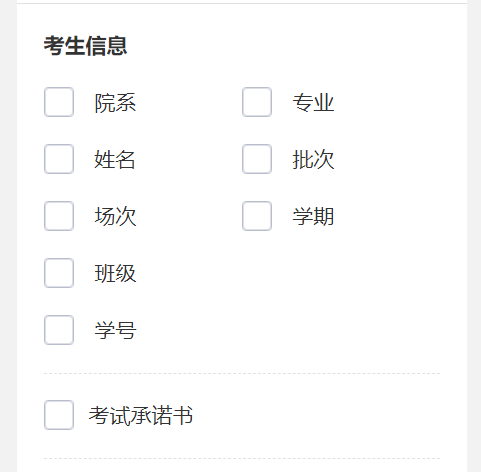 考生信息
院系 专业
姓名 批次
场次 学期
班级
学号
考试承诺书